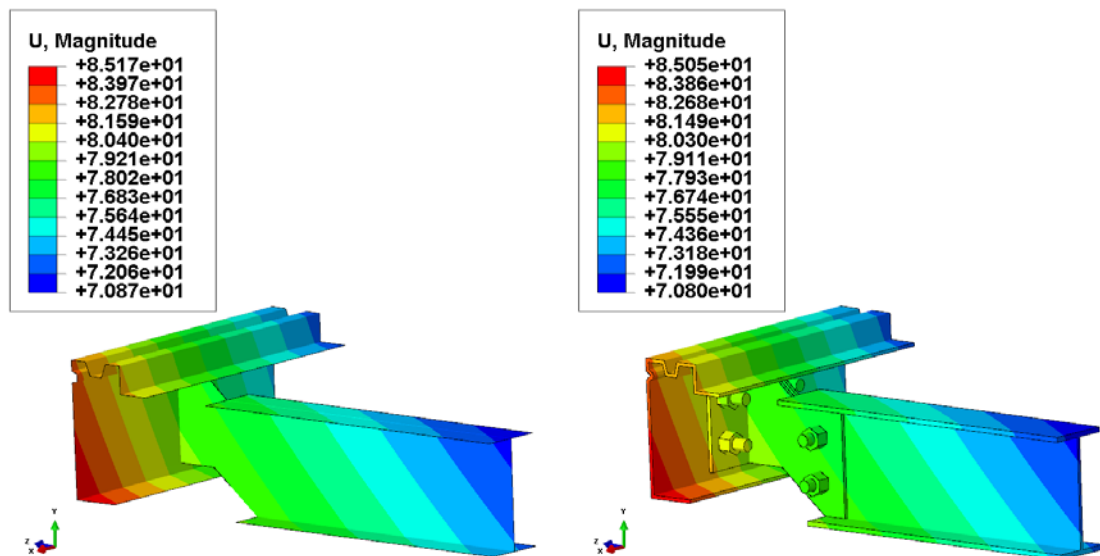 U, Magnitude
+8.517e+01
+8.397e+01
+8.278e+01
+8.159e+01
+8.040e+01
+7.921e+01
+7.802e+01
+7.683e+01
+7.564e+01
+7.445e+01
+7.326e+01
+7.206e+01
+7.087e+01
Y
Z
X
U, Magnitude
+8.505e+01
+8.386e+01
+8.268e+01
+8.149e+01
+8.030e+01
+7.911e+01
+7.793e+01
+7.674e+01
+7.555e+01
+7.436e+01
+7.318e+01
+7.199e+01
+7.080e+01
Y
Z
X